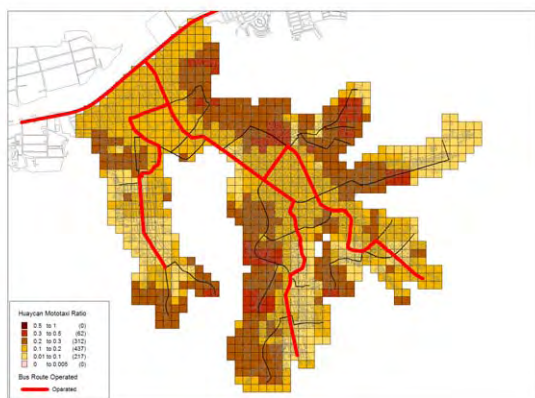 Huaycan Mototaxi Ratio
0.5 to 1 (0)
0.3 to 0.5 (62)
0.2 to 0.3 (312)
0.1 to 0.2 (437)
0.01 to 0.1 (217)
0 to 0.005 (0)
Bus Route Operated
Operated